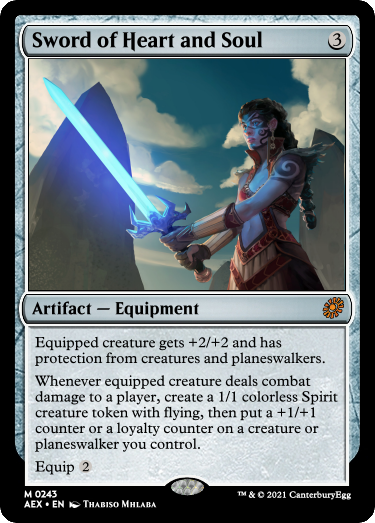 Sword of Heart and Soul 3
Artifact — Equipment
Equipped creature gets +2/+2 and has
protection from creatures and planeswalkers.
Whenever equipped creature deals combat
damage to a player, create a 1/1 colorless Spirit
creature token with flying, then put a +1/+1
counter or a loyalty counter on a creature or
planeswalker you control.
Equip 2
M 0243
AEX • EN Thabiso Mhlaba
™ & © 2021 CanterburyEgg